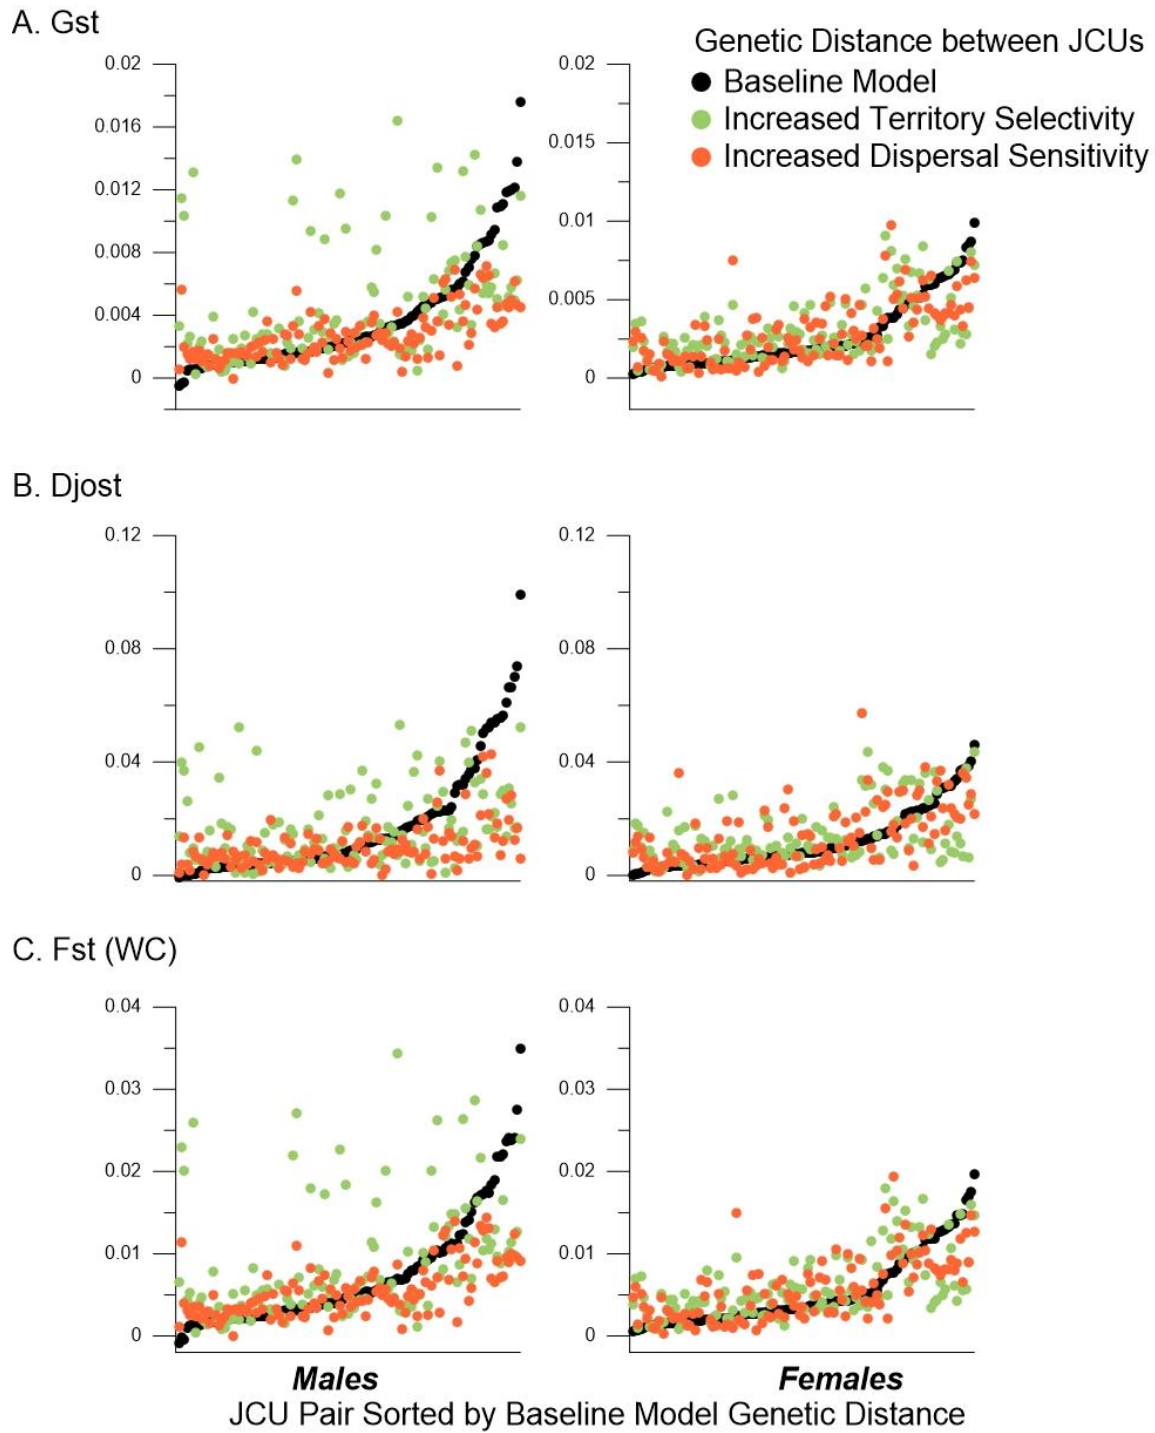 A. Gst
Genetic Distance between JCUs
Baseline Model
Increased Territory Selectivity
Increased Dispersal Sensitivity
0.02
0.016
0.012
0.008
0.004
0
0.02
0.015
0.01
0.005
0
B. Djost
0.12
0.08
0.04
0
0.12
0.08
0.04
0
C. Fst (WC)
0.04
0.03
0.02
0.01
0
0.04
0.03
0.02
0.01
0
Males
Females
JCU Pair Sorted by Baseline Model Genetic Distance